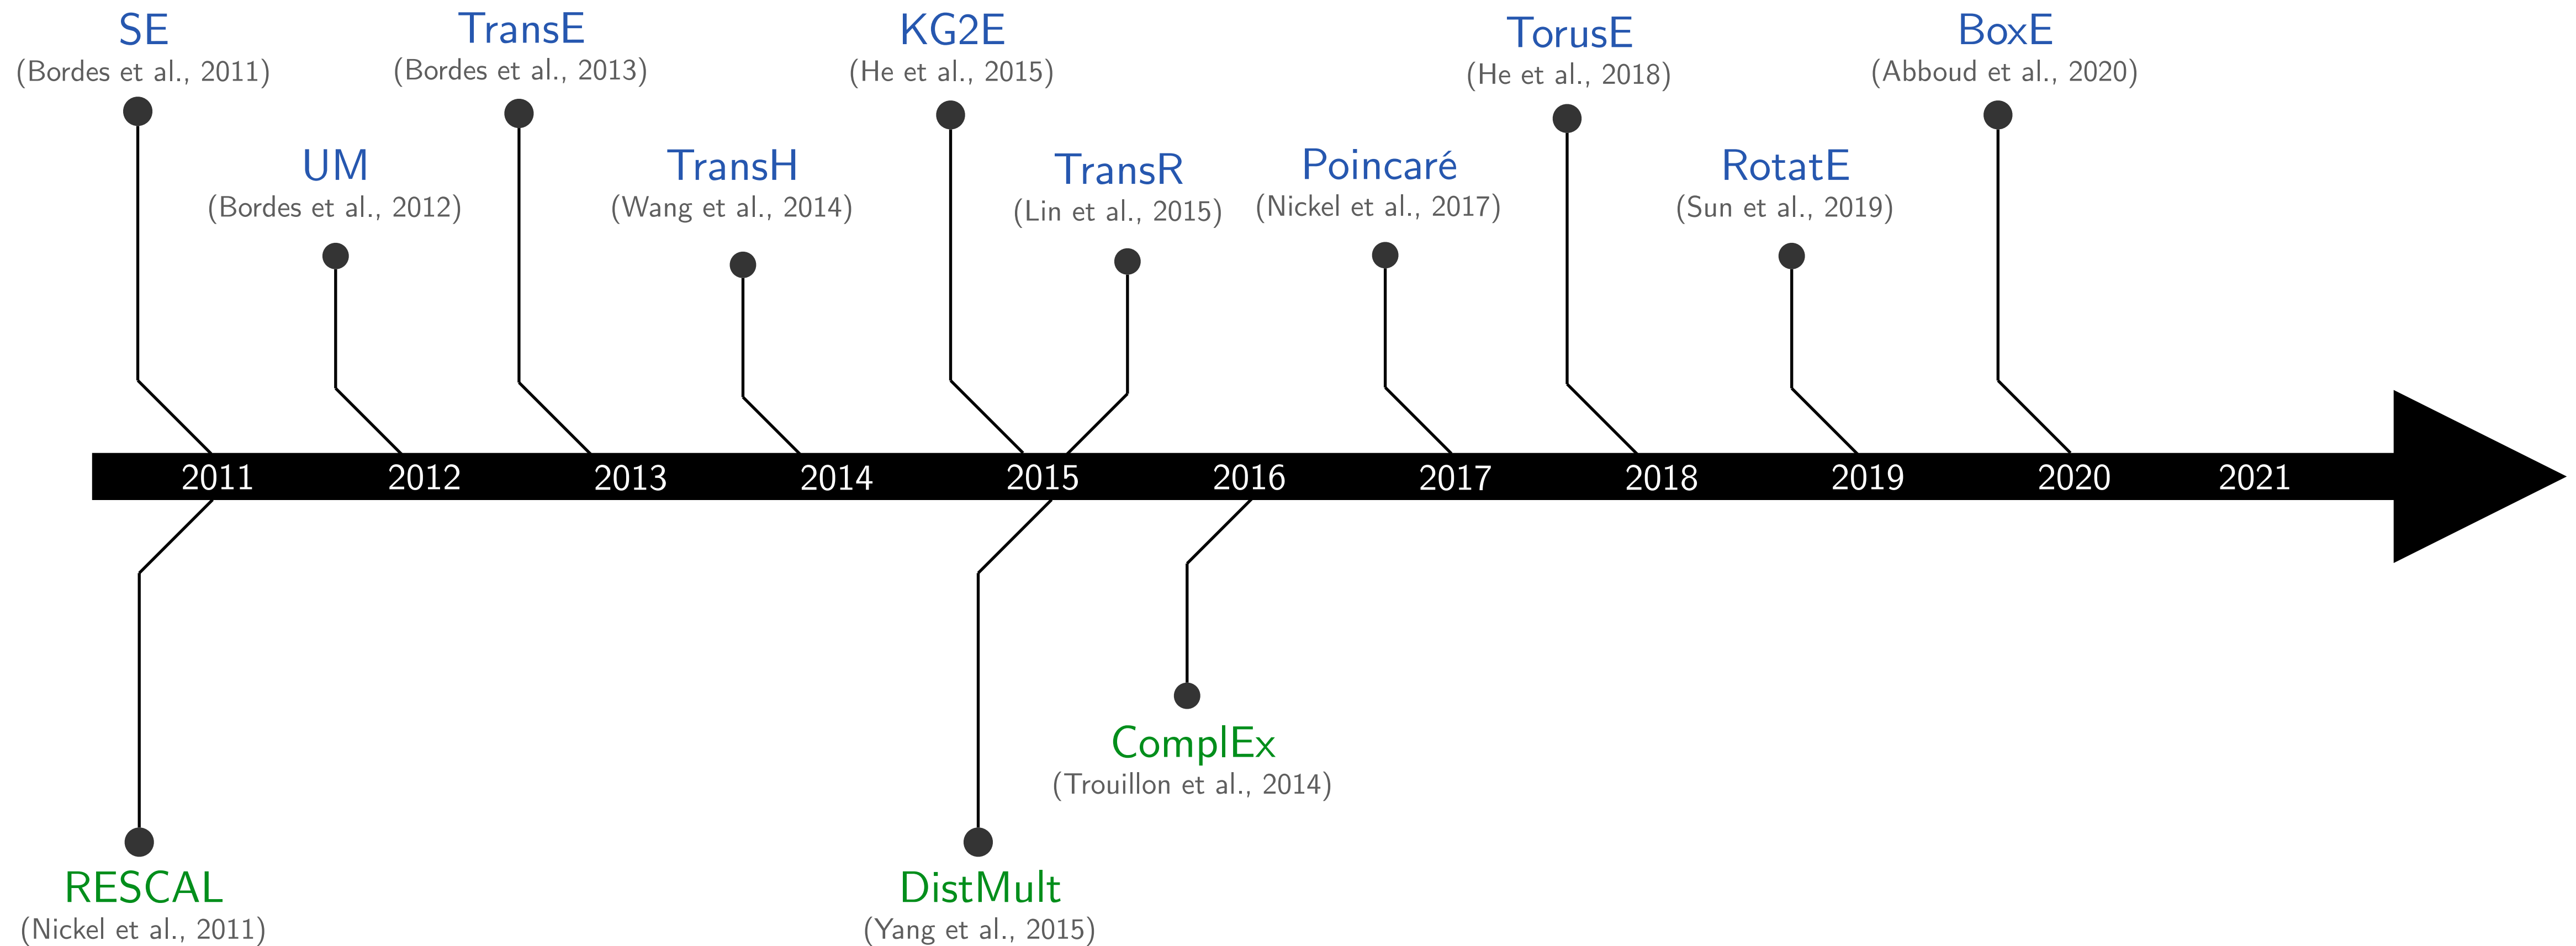 SE
(Bordes et al., 2011)
TransE
(Bordes et al., 2013)
KG2E
(He et al., 2015)
TorusE
(He et al., 2018)
BoxE
(Abboud et al., 2020)
UM
(Bordes et al., 2012)
TransH
(Wang et al., 2014)
TransR
(Lin et al., 2015)
Poincaré
(Nickel et al., 2017)
RotatE
(Sun et al., 2019)
2011 2012 2013 2014 2015 2016 2017 2018 2019 2020 2021
ComplEx
(Trouillon et al., 2014)
RESCAL
(Nickel et al., 2011)
DistMult
(Yang et al., 2015)